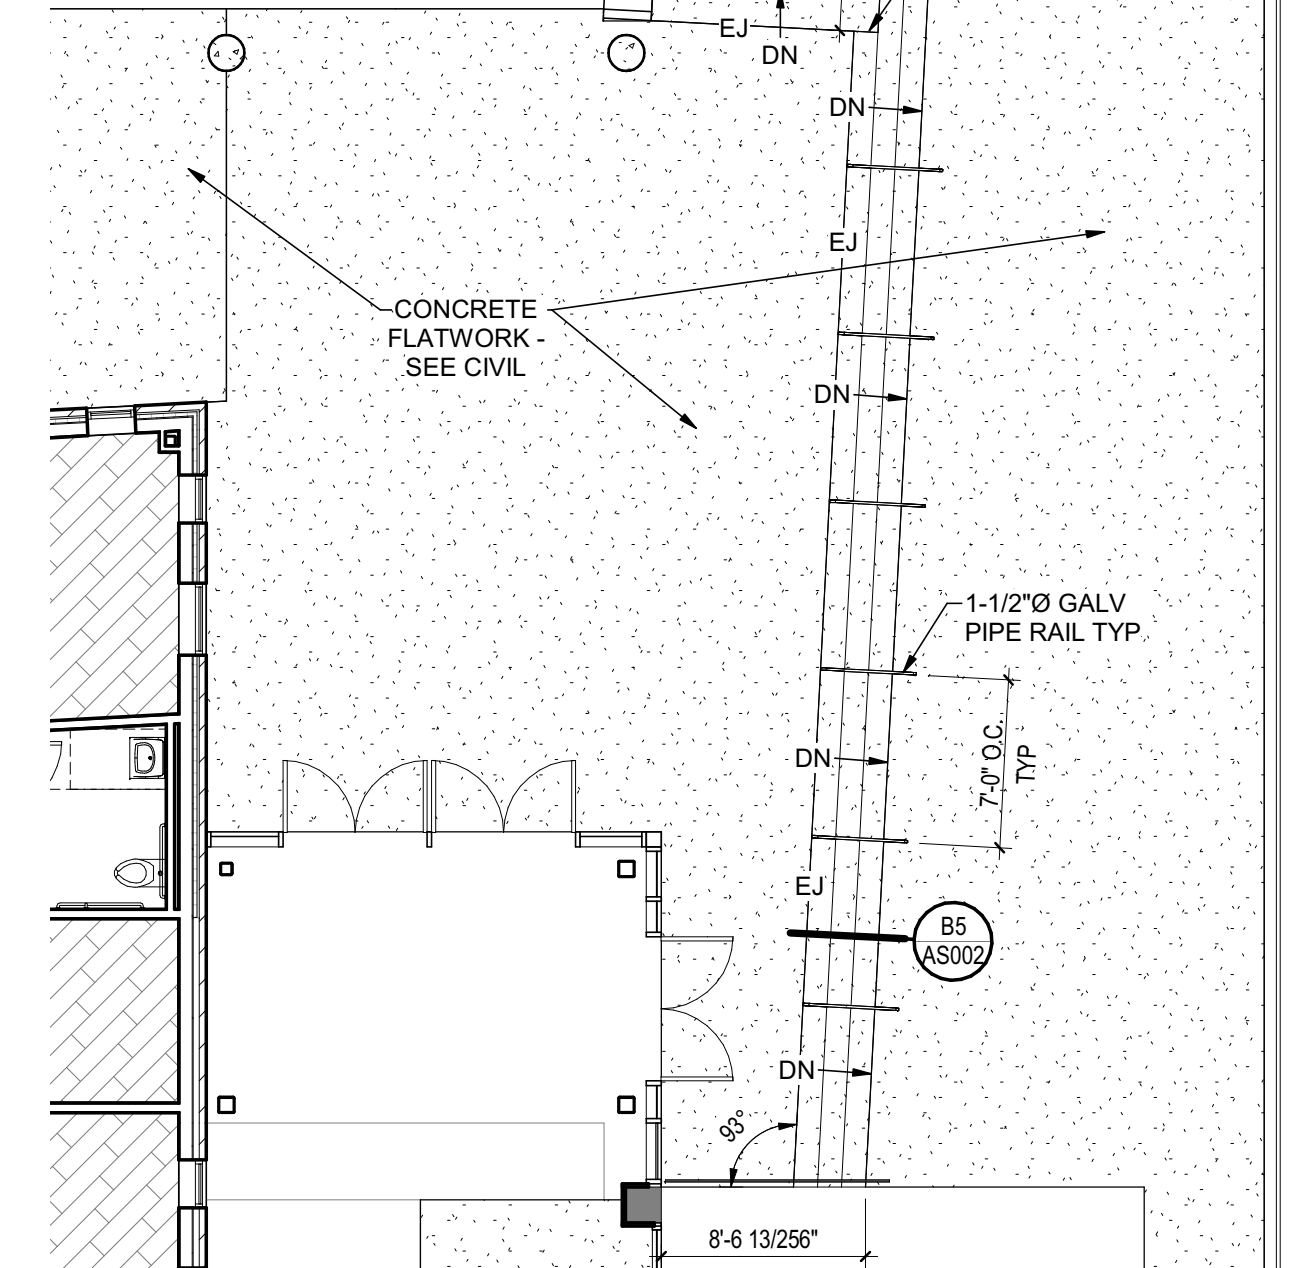 EJ
DN
DN
EJ
CONCRETE
FLATWORK -
SEE CIVIL
DN
1-1/2"Ø GALV
PIPE RAIL TYP
7'-0" O.C.
TYP
DN
EJ
B5
AS002
DN
93°
8'-6 13/256"